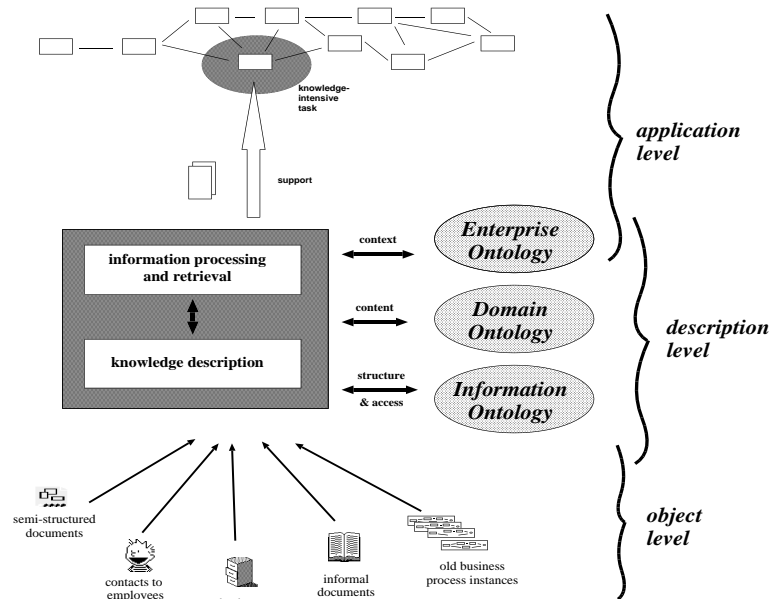 knowledge-
intensive
task
support
application
level
information processing
and retrieval
knowledge description
context
Enterprise
Ontology
content
Domain
Ontology
structure
& access
Information
Ontology
description
level
semi-structured
documents
contacts to
employees
informal
documents
old business
process instances
object
level